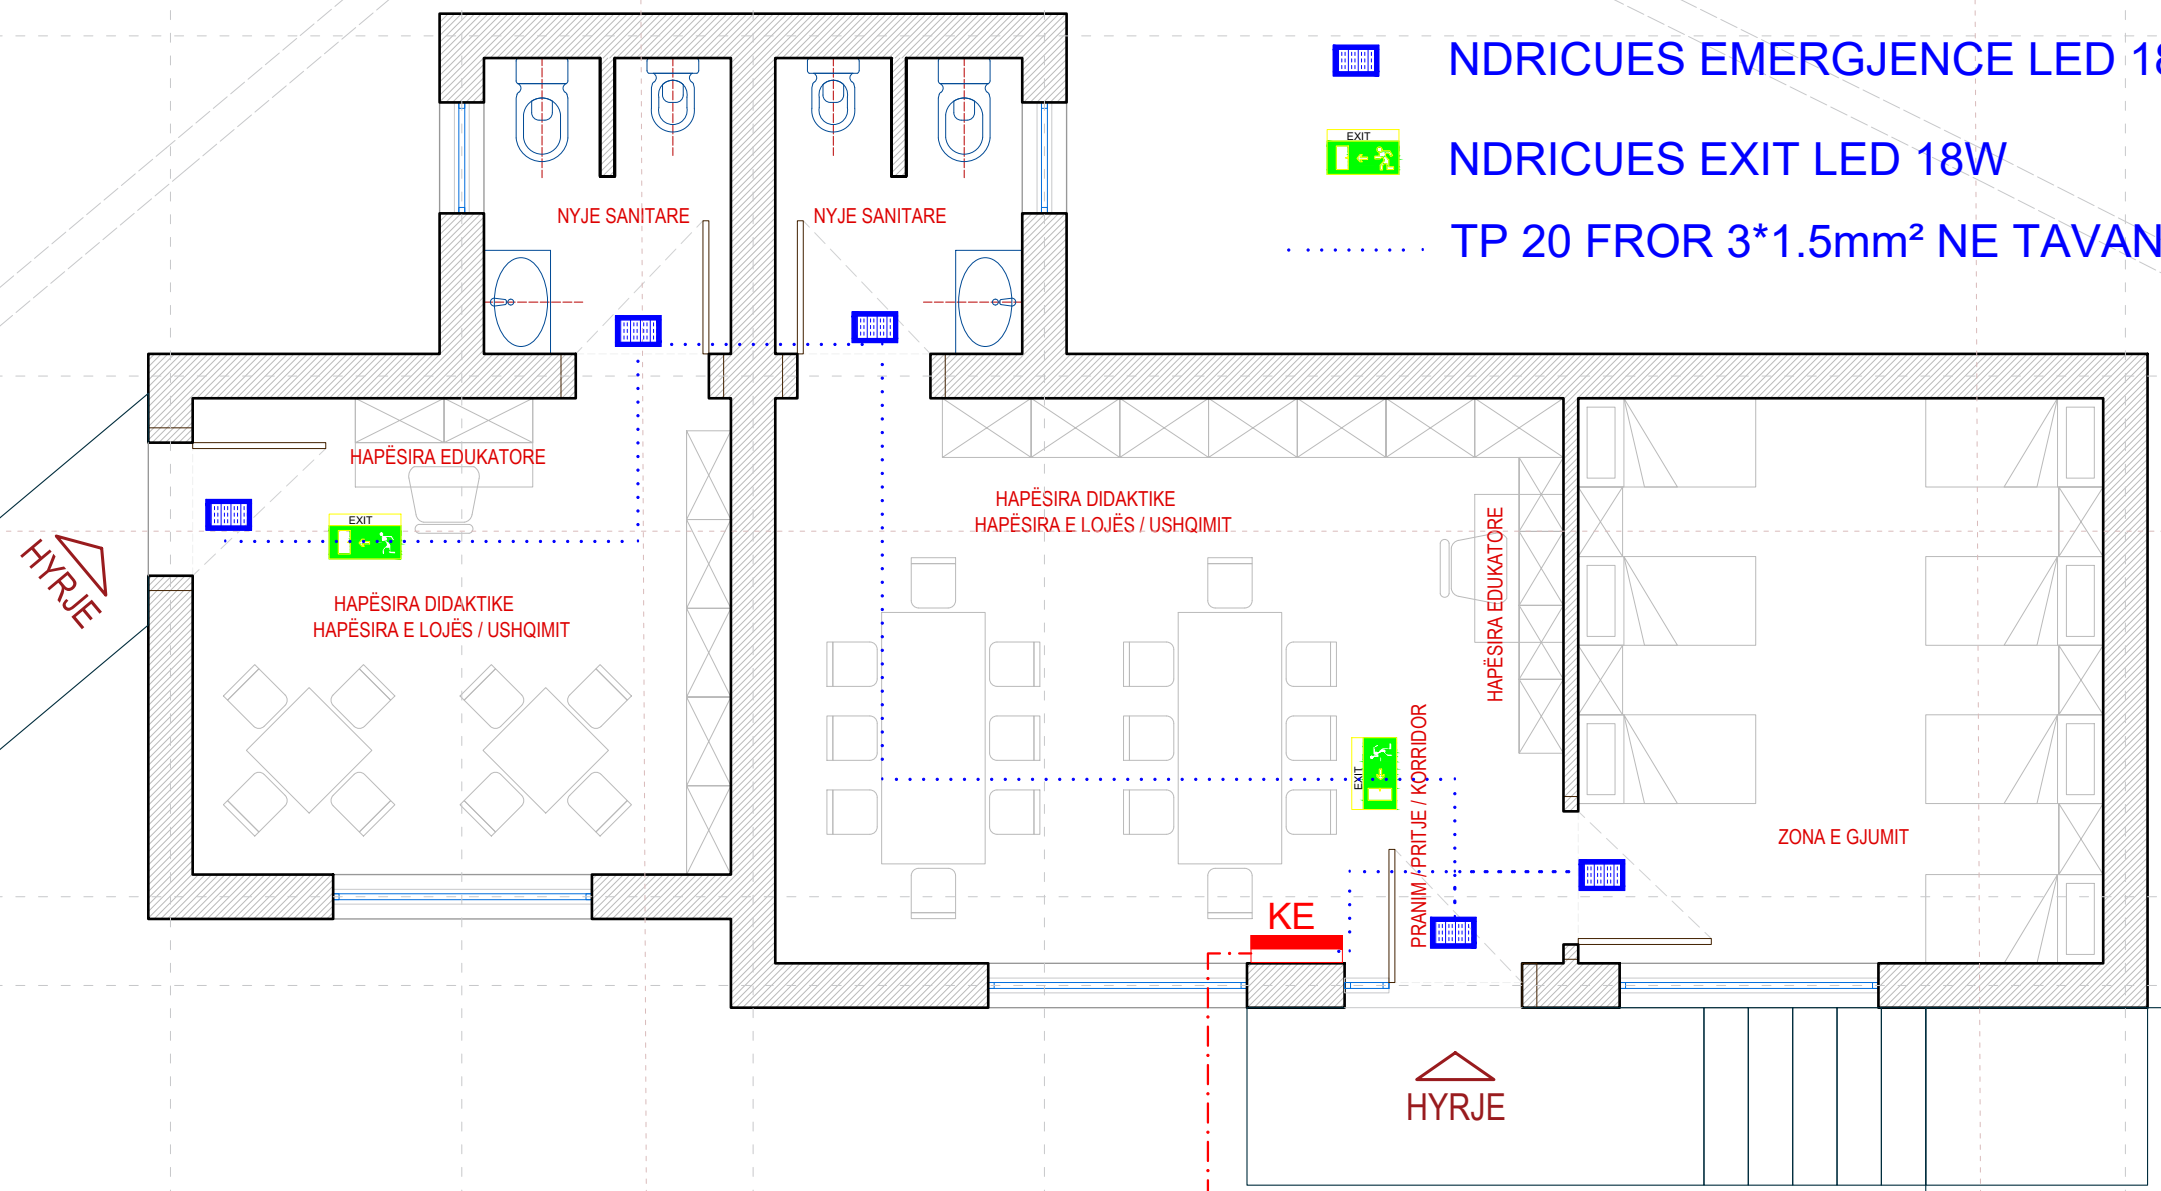 NDRICUES EMERGJENCE LED 18
EXIT
NDRICUES EXIT LED 18W
TP 20 FROR 3*1.5mm² NE TAVAN
NYJE SANITARE
NYJE SANITARE
HAPËSIRA EDUKATORE
EXIT
HYRJE
HAPËSIRA DIDAKTIKE
HAPËSIRA E LOJËS / USHQIMIT
HAPËSIRA DIDAKTIKE
HAPËSIRA E LOJËS / USHQIMIT
HAPËSIRA EDUKATORE
EXIT
PRANIM / PRITJE / KORRIDOR
ZONA E GJUMIT
KE
HYRJE